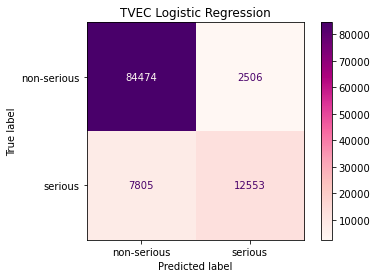 TVEC Logistic Regression
True label
non-serious
84474 2506
serious
7805 12553
non-serious serious
Predicted label
80000
70000
60000
50000
40000
30000
20000
10000